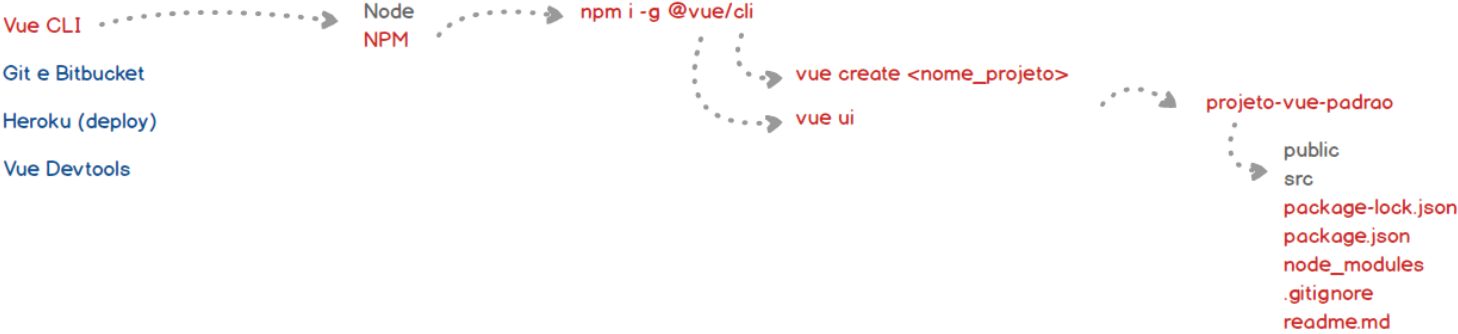 Vue CLI
Git e Bitbucket
Heroku (deploy)
Vue Devtools
Node
NPM
npm i -g @vue/cli
vue create <nome_projeto>
vue ui
projeto-vue-padrao
public
src
package-lock.json
package.json
node_modules
.gitignore
readme.md